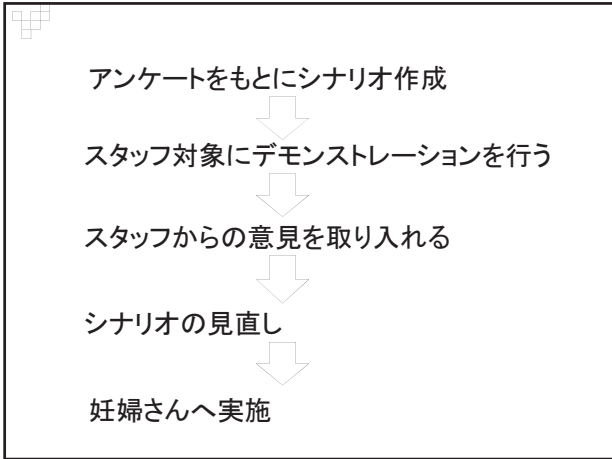 アンケートをもとにシナリオ作成
スタッフ対象にデモンストレーションを行う
スタッフからの意見を取り入れる
シナリオの見直し
妊婦さんへ実施